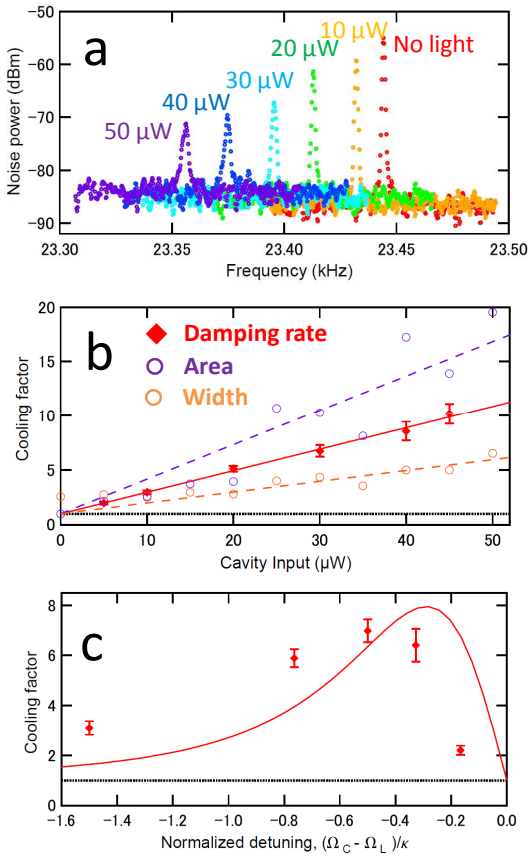 a
−50
−60
−70
−80
−90
Noise power (dBm)
No light
10 µW
20 µW
30 µW
40 µW
50 µW
23.30
23.35
23.40
23.45
23.50
Frequency (kHz)
b
20
15
10
5
0
Cooling factor
Damping rate
Area
Width
0
10
20
30
40
50
Cavity Input (µW)
c
8
6
4
2
0
Cooling factor
−1.6
−1.4
−1.2
−1.0
−0.8
−0.6
−0.4
−0.2
0.0
Normalized detuning, (Ω_C - Ω_L)/κ